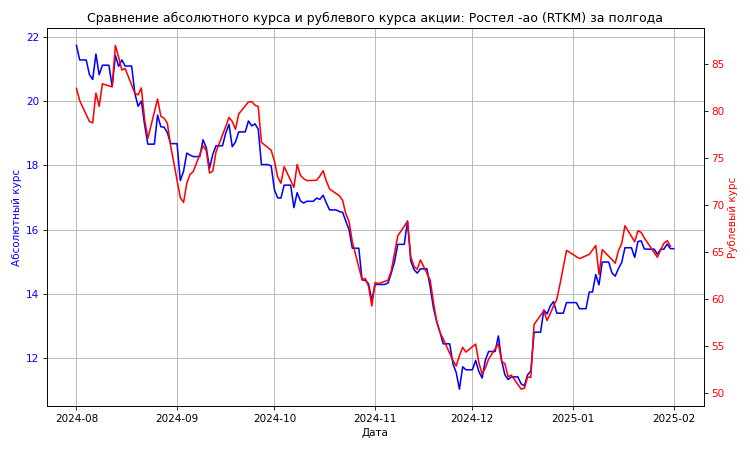 Сравнение абсолютного курса и рублевого курса акции: Ростел -ао (RTKM) за полгода
22
20
18
16
14
12
Абсолютный курс
85
80
75
70
65
60
55
50
Рублевый курс
2024-08 2024-09 2024-10 2024-11 2024-12 2025-01 2025-02
Дата